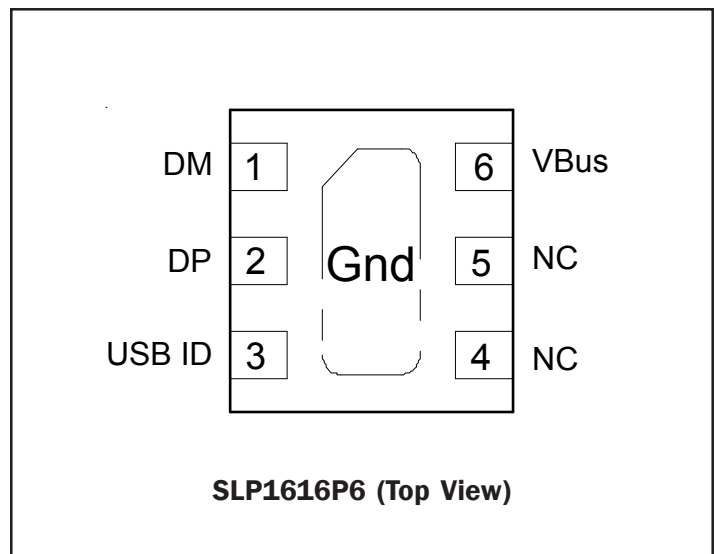 DM 1 6 VBus
DP 2 Gnd 5 NC
USB ID 3 4 NC
SLP1616P6 (Top View)